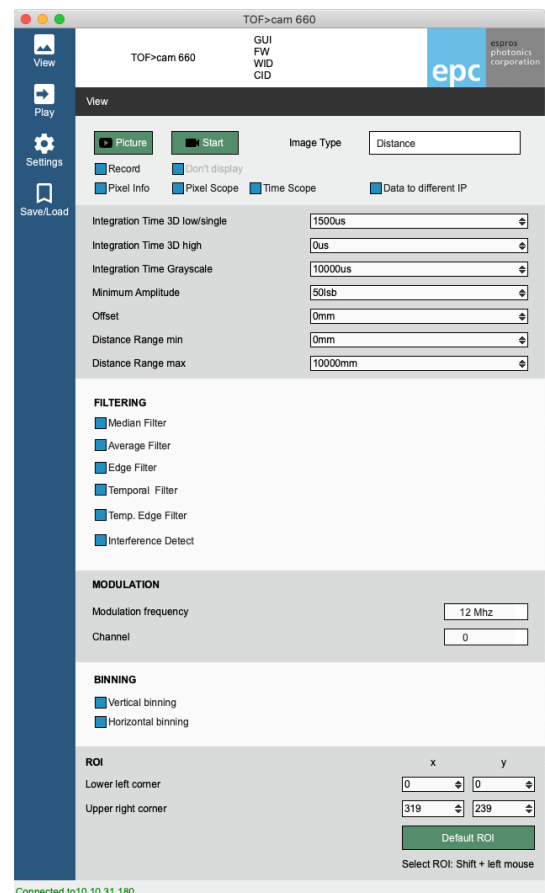 TOF>cam 660
View
Play
Settings
Save/Load
TOF>cam 660
GUI
FW
WID
CID
epc
espros
photonics
corporation
View
Picture Start Image Type Distance
Record Don't display
Pixel Info Pixel Scope Time Scope Data to different IP
Integration Time 3D low/single 1500us
Integration Time 3D high 0us
Integration Time Grayscale 10000us
Minimum Amplitude 50lsb
Offset 0mm
Distance Range min 0mm
Distance Range max 10000mm
FILTERING
Median Filter
Average Filter
Edge Filter
Temporal Filter
Temp. Edge Filter
Interference Detect
MODULATION
Modulation frequency 12 Mhz
Channel 0
BINNING
Vertical binning
Horizontal binning
ROI x y
Lower left corner 0 0
Upper right corner 319 239
Default ROI
Select ROI: Shift + left mouse
Connected to10.10.31.180